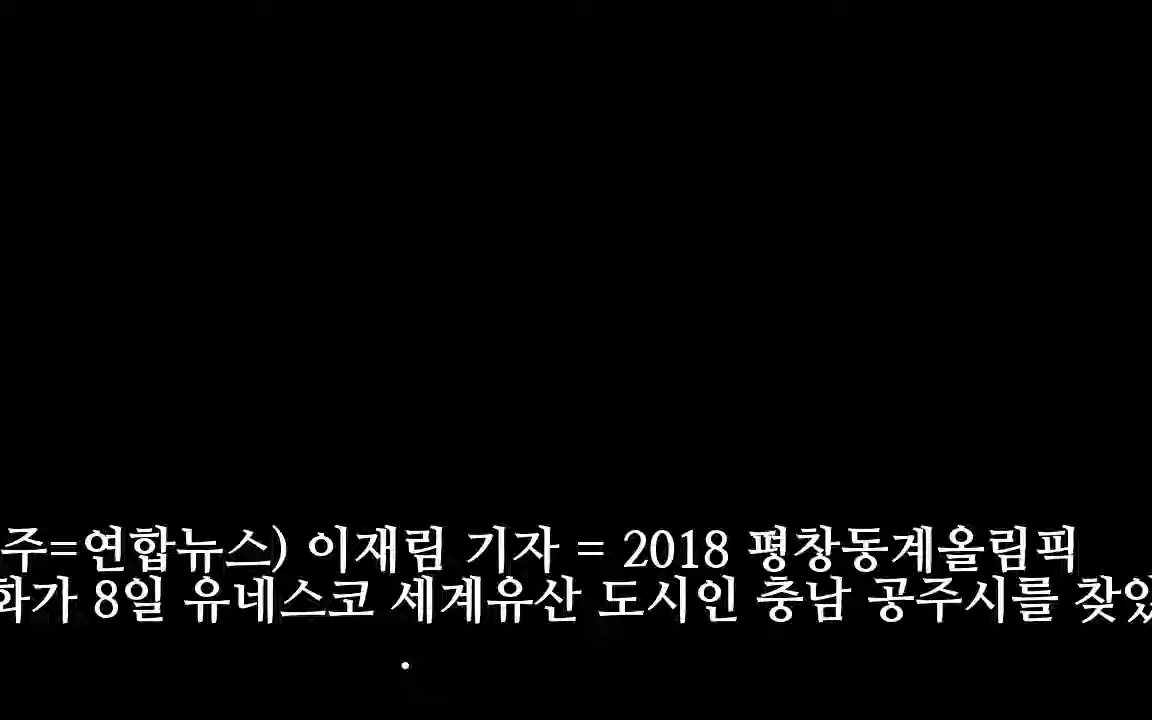 주=연합뉴스) 이재림 기자 = 2018 평창동계올림픽
화가 8일 유네스코 세계유산 도시인 충남 공주시를 찾았
.